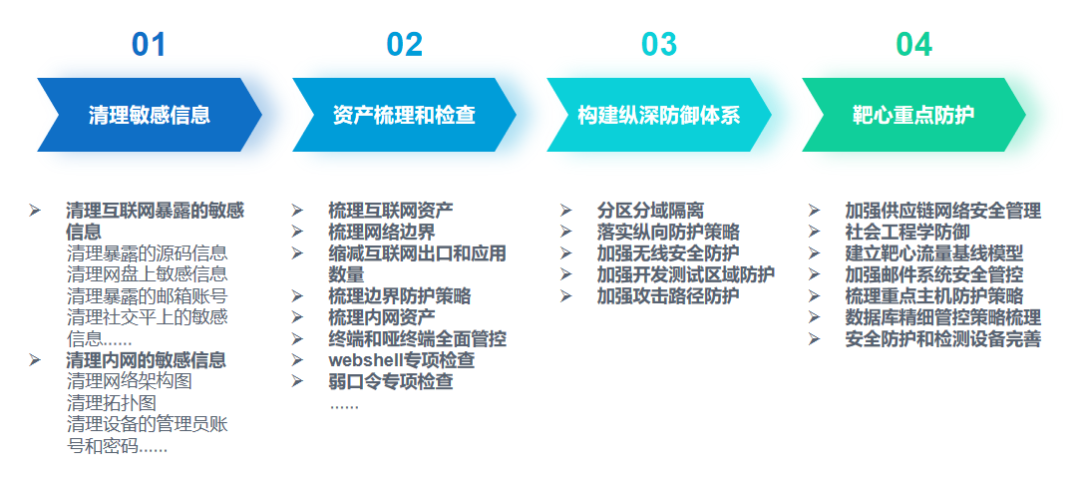 01
清理敏感信息
清理互联网暴露的敏感
信息
清理暴露的源码信息
清理网盘上敏感信息
清理暴露的邮箱账号
清理社交平上的敏感
信息......
清理内网的敏感信息
清理网络架构图
清理拓扑图
清理设备的管理员账
号和密码......
02
资产梳理和检查
梳理互联网资产
梳理网络边界
缩减互联网出口和应用
数量
梳理边界防护策略
梳理内网资产
终端和哑终端全面管控
webshell专项检查
弱口令专项检查
......
03
构建纵深防御体系
分区分域隔离
落实纵向防护策略
加强无线安全防护
加强开发测试区域防护
加强攻击路径防护
04
靶心重点防护
加强供应链网络安全管理
社会工程学防御
建立靶心流量基线模型
加强邮件系统安全管控
梳理重点主机防护策略
数据库精细管控策略梳理
安全防护和检测设备完善